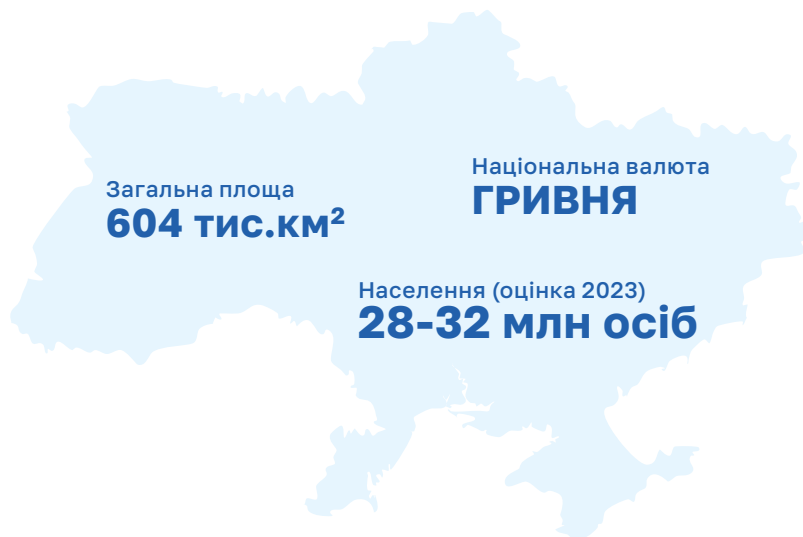 Загальна площа
604 тис.км²
Національна валюта
ГРИВНЯ
Населення (оцінка 2023)
28-32 млн осіб